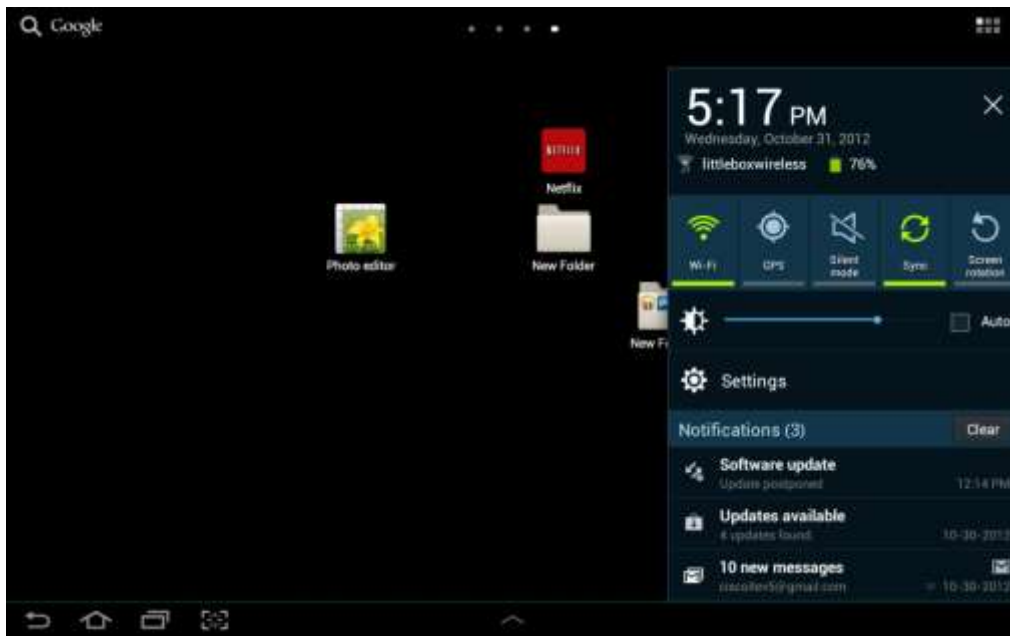 Google
5:17 PM
Wednesday, October 31, 2012
littleboxwireless 76%
NETFLIX
Netflix
Photo editor
New Folder
New F
Wi-Fi
GPS
Silent mode
Sync
Screen rotation
Auto
Settings
Notifications (3)
Clear
Software update
Update postponed 12:14 PM
Updates available
4 updates found. 10-30-2012
10 new messages
10-30-2012